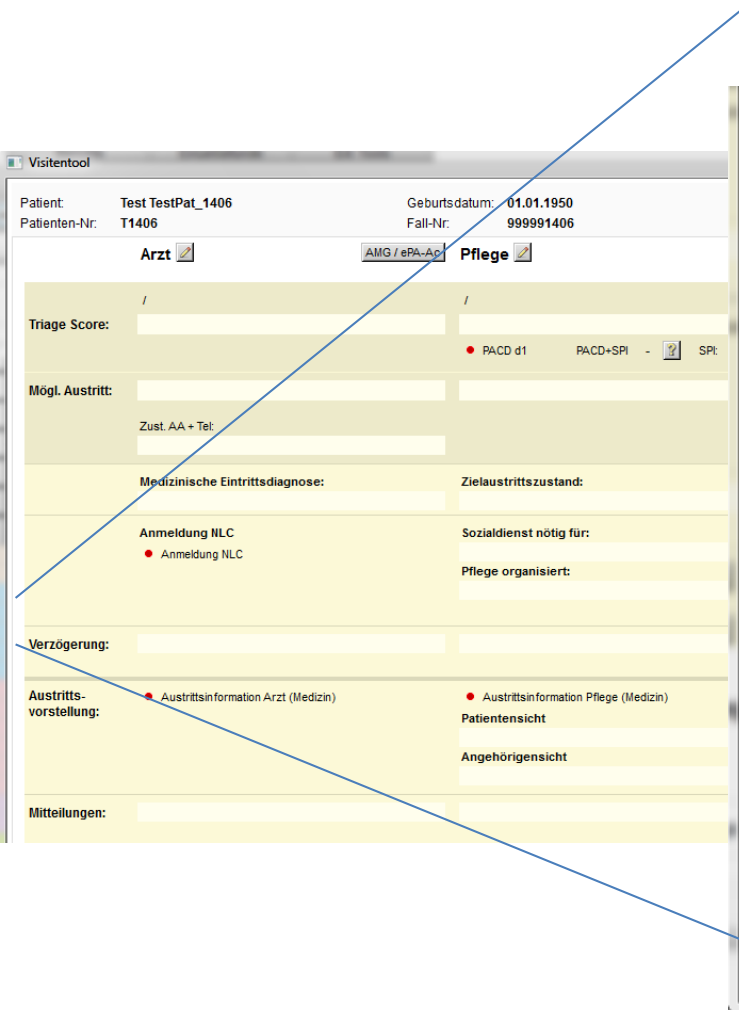 Visitentool
Patient: Test TestPat_1406 Geburtsdatum: 01.01.1950
Patienten-Nr: T1406 Fall-Nr: 999991406
Arzt AMG / ePA-Ac Pflege
/ /
Triage Score:
PACD d1 PACD+SPI - ? SPI:
Mögl. Austritt:
Zust. AA + Tel:
Medizinische Eintrittsdiagnose: Zielaustrittszustand:
Anmeldung NLC Sozialdienst nötig für:
Anmeldung NLC
Pflege organisiert:
Verzögerung:
Austritts- Austrittsinformation Arzt (Medizin) Austrittsinformation Pflege (Medizin)
vorstellung: Patientensicht
Angehörigensicht
Mitteilungen: